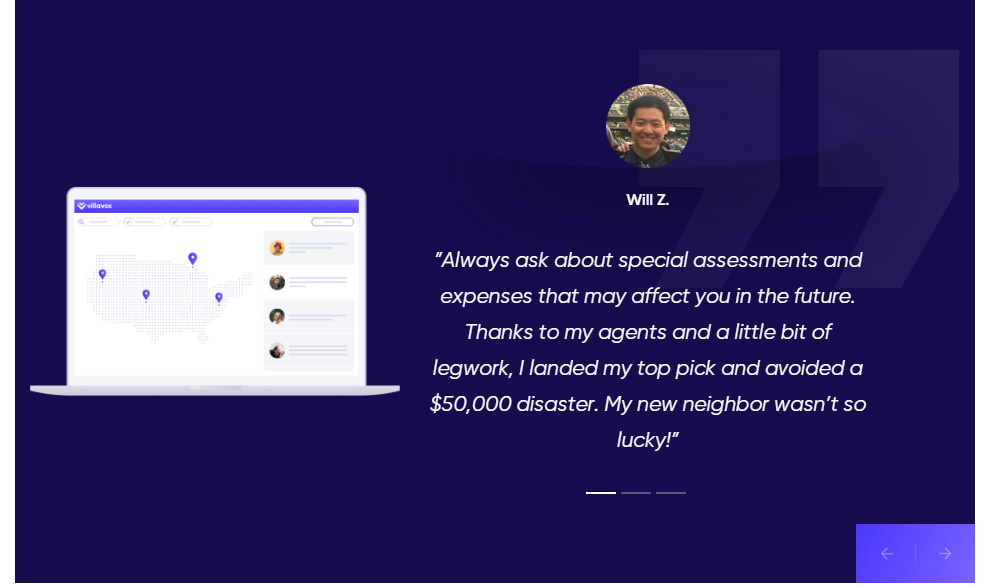 villavox
Will Z.
"Always ask about special assessments and
expenses that may affect you in the future.
Thanks to my agents and a little bit of
legwork, I landed my top pick and avoided a
$50,000 disaster. My new neighbor wasn't so
lucky!"